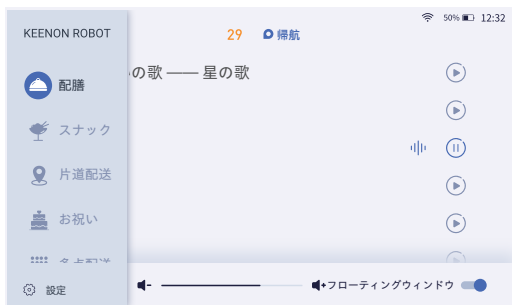 50% 12:32
KEENON ROBOT
29 帰航
の歌 —— 星の歌
配膳
スナック
片道配送
お祝い
設定
フローティングウィンドウ